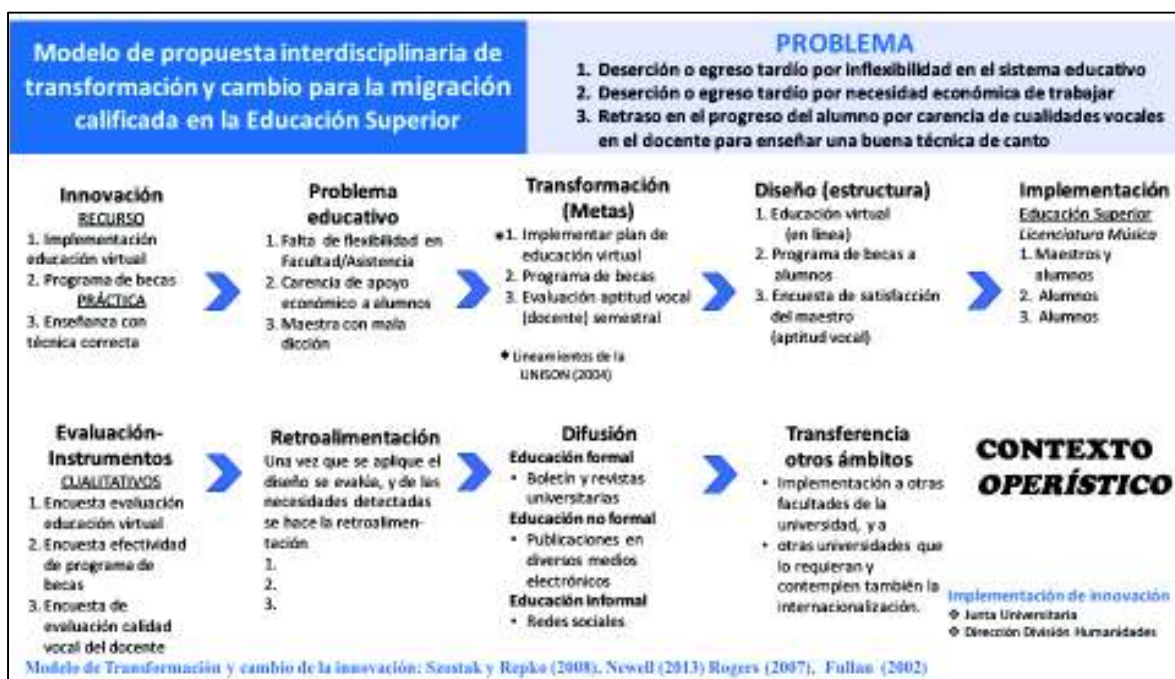 Modelo de propuesta interdisciplinaria de
transformación y cambio para la migración
calificada en la Educación Superior
PROBLEMA
1. Deserción o egreso tardío por inflexibilidad en el sistema educativo
2. Deserción o egreso tardío por necesidad económica de trabajar
3. Retraso en el progreso del alumno por carencia de cualidades vocales
en el docente para enseñar una buena técnica de canto
Innovación
RECURSO
1. Implementación
educación virtual
2. Programa de becas
PRÁCTICA
3. Enseñanza con
técnica correcta
Problema
educativo
1. Falta de flexibilidad en
Facultad/Asistencia
2. Carencia de apoyo
económico a alumnos
3. Maestra con mala
dicción
Transformación
(Metas)
*1. Implementar plan de
educación virtual
2. Programa de becas
3. Evaluación aptitud vocal
(docente) semestral
* Lineamientos de la
UNISON (2004)
Diseño (estructura)
1. Educación virtual
(en línea)
2. Programa de becas a
alumnos
3. Encuesta de satisfacción
del maestro
(aptitud vocal)
Implementación
Educación Superior
Licenciatura Música
1. Maestros y
alumnos
2. Alumnos
3. Alumnos
Evaluación-
Instrumentos
CUALITATIVOS
1. Encuesta evaluación
educación virtual
2. Encuesta efectividad
de programa de
becas
3. Encuesta de
evaluación calidad
vocal del docente
Retroalimentación
Una vez que se aplique el
diseño se evalúa, y de las
necesidades detectadas
se hace la retroalimen-
tación
1.
2.
3.
Difusión
Educación formal
• Boletín y revistas
universitarias
Educación no formal
• Publicaciones en
diversos medios
electrónicos
Educación informal
• Redes sociales
Transferencia
otros ámbitos
• Implementación a otras
facultades de la
universidad, y a
• otras universidades que
lo requieran y
contemplen también la
internacionalización.
CONTEXTO
OPERÍSTICO
Implementación de innovación
❖ Junta Universitaria
❖ Dirección División Humanidades
Modelo de Transformación y cambio de la innovación: Szostak y Repko (2008), Newell (2013) Rogers (2007), Fullan (2002)